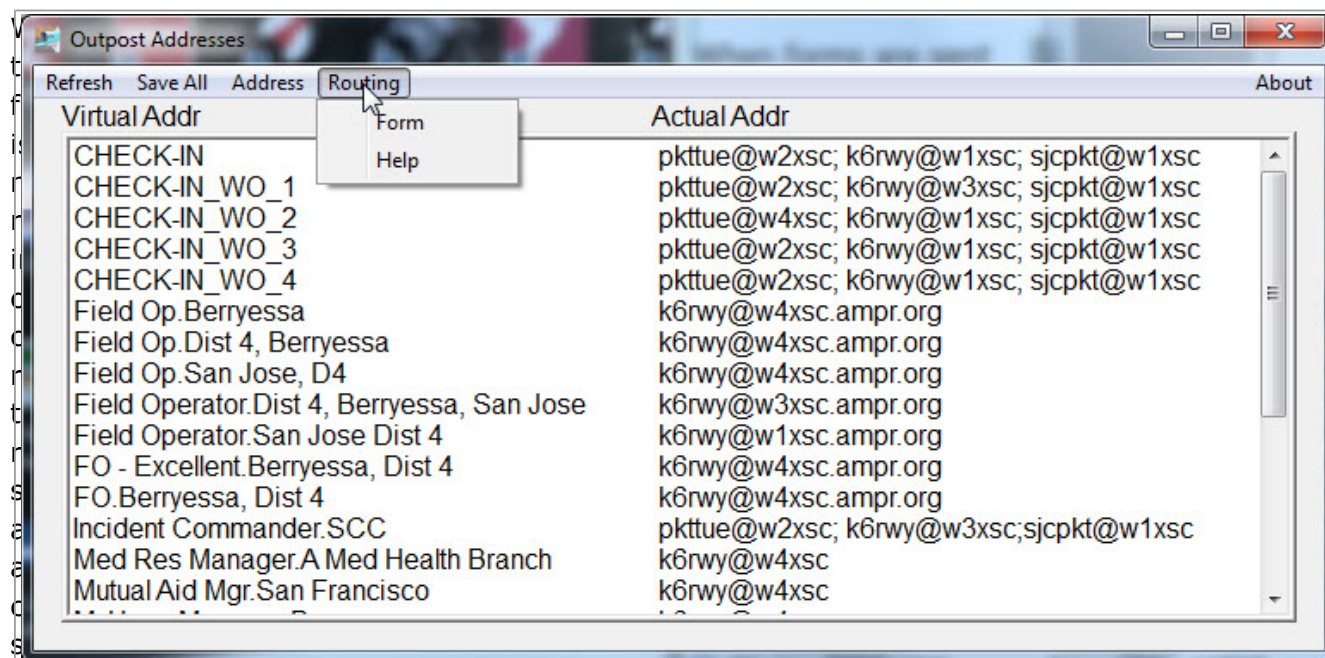 Outpost Addresses
When forms are sent
Refresh Save All Address Routing About
Form
Help
Virtual Addr Actual Addr
CHECK-IN pkttue@w2xsc; k6rwy@w1xsc; sjcpkt@w1xsc
CHECK-IN_WO_1 pkttue@w2xsc; k6rwy@w3xsc; sjcpkt@w1xsc
CHECK-IN_WO_2 pkttue@w4xsc; k6rwy@w1xsc; sjcpkt@w1xsc
CHECK-IN_WO_3 pkttue@w2xsc; k6rwy@w1xsc; sjcpkt@w1xsc
CHECK-IN_WO_4 pkttue@w2xsc; k6rwy@w1xsc; sjcpkt@w1xsc
Field Op.Berryessa k6rwy@w4xsc.ampr.org
Field Op.Dist 4, Berryessa k6rwy@w4xsc.ampr.org
Field Op.San Jose, D4 k6rwy@w4xsc.ampr.org
Field Operator.Dist 4, Berryessa, San Jose k6rwy@w3xsc.ampr.org
Field Operator.San Jose Dist 4 k6rwy@w1xsc.ampr.org
FO - Excellent.Berryessa, Dist 4 k6rwy@w4xsc.ampr.org
FO.Berryessa, Dist 4 k6rwy@w4xsc.ampr.org
Incident Commander.SCC pkttue@w2xsc; k6rwy@w3xsc;sjcpkt@w1xsc
Med Res Manager.A Med Health Branch k6rwy@w4xsc
Mutual Aid Mgr.San Francisco k6rwy@w4xsc